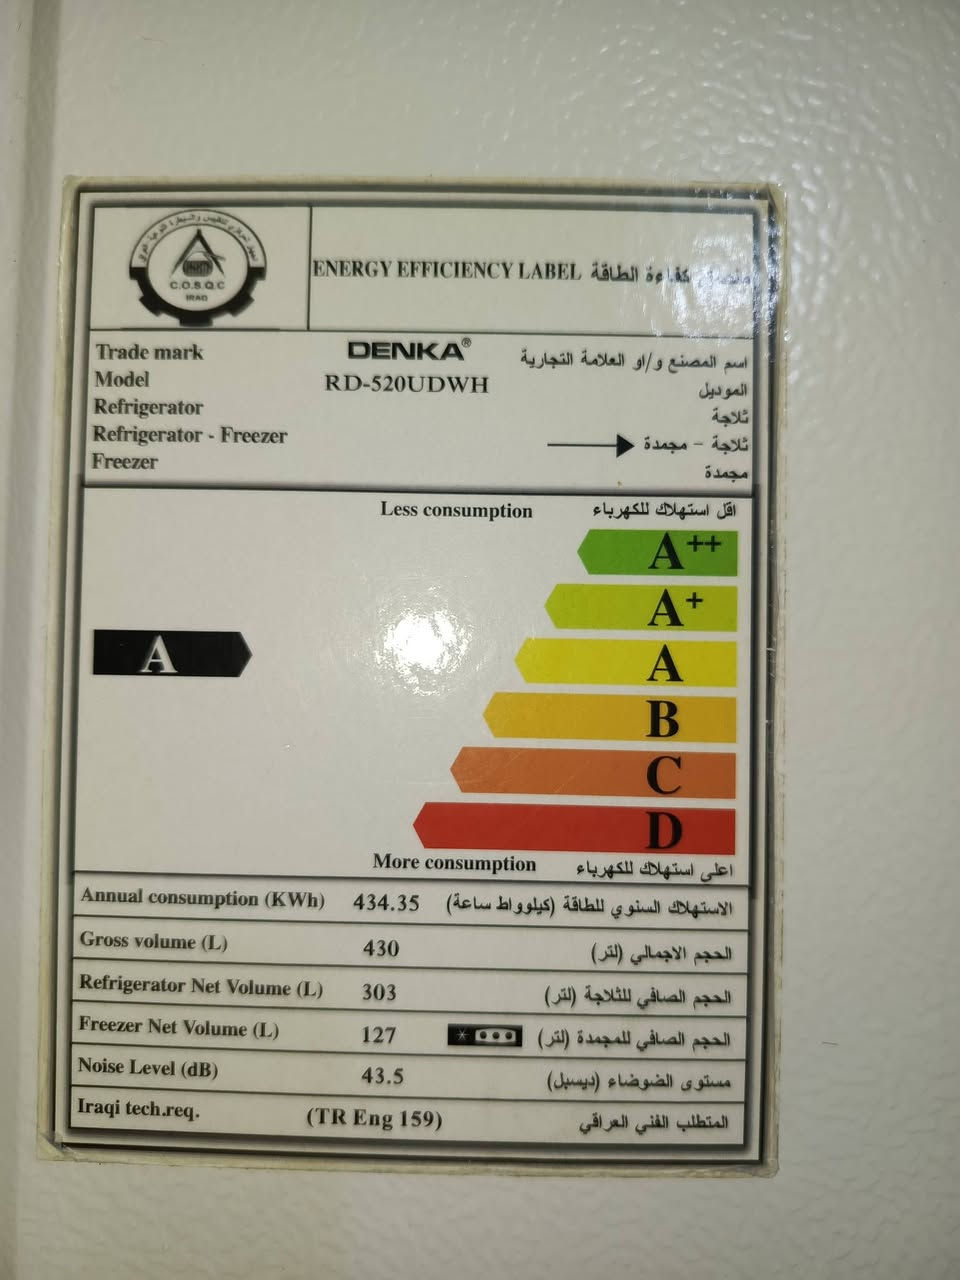 C.O.S.Q.C
IRAQ
ENERGY EFFICIENCY LABEL كفاءة الطاقة
Trade mark DENKA® اسم المصنع و/او العلامة التجارية
Model RD-520UDWH الموديل
Refrigerator ثلاجة
Refrigerator - Freezer ثلاجة - مجمدة
Freezer مجمدة
Less consumption اقل استهلاك للكهرباء
A++
A+
A
A
B
C
D
More consumption اعلى استهلاك للكهرباء
Annual consumption (KWh) 434.35 الاستهلاك السنوي للطاقة (كيلوواط ساعة)
Gross volume (L) 430 الحجم الاجمالي (لتر)
Refrigerator Net Volume (L) 303 الحجم الصافي للثلاجة (لتر)
Freezer Net Volume (L) 127 الحجم الصافي للمجمدة (لتر)
Noise Level (dB) 43.5 مستوى الضوضاء (ديسبل)
Iraqi tech.req. (TR Eng 159) المتطلب الفني العراقي